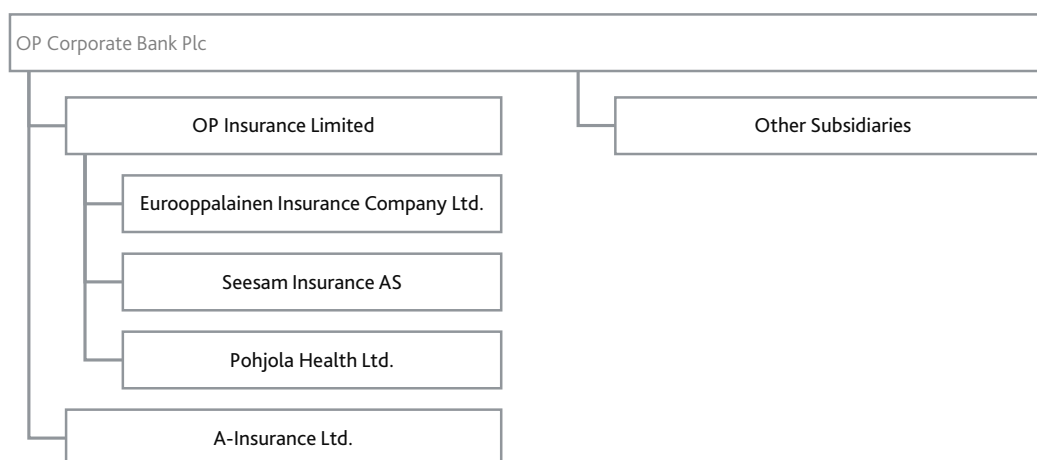 OP Corporate Bank Plc
OP Insurance Limited
Other Subsidiaries
Eurooppalainen Insurance Company Ltd.
Seesam Insurance AS
Pohjola Health Ltd.
A-Insurance Ltd.